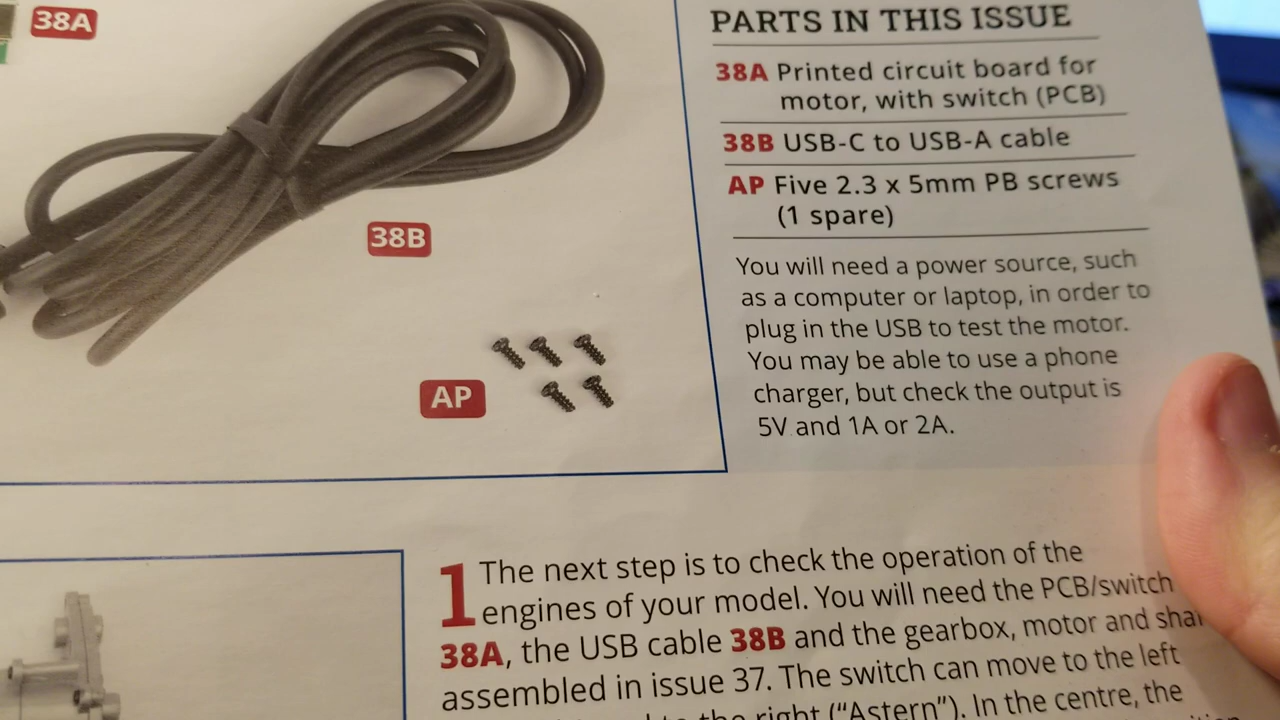 38A
38B
AP
PARTS IN THIS ISSUE
38A Printed circuit board for
motor, with switch (PCB)
38B USB-C to USB-A cable
AP Five 2.3 x 5mm PB screws
(1 spare)
You will need a power source, such
as a computer or laptop, in order to
plug in the USB to test the motor.
You may be able to use a phone
charger, but check the output is
5V and 1A or 2A.
1 The next step is to check the operation of the
engines of your model. You will need the PCB/switch
38A, the USB cable 38B and the gearbox, motor and
assembled in issue 37. The switch can move to the left
to the right (“Astern”). In the centre, the